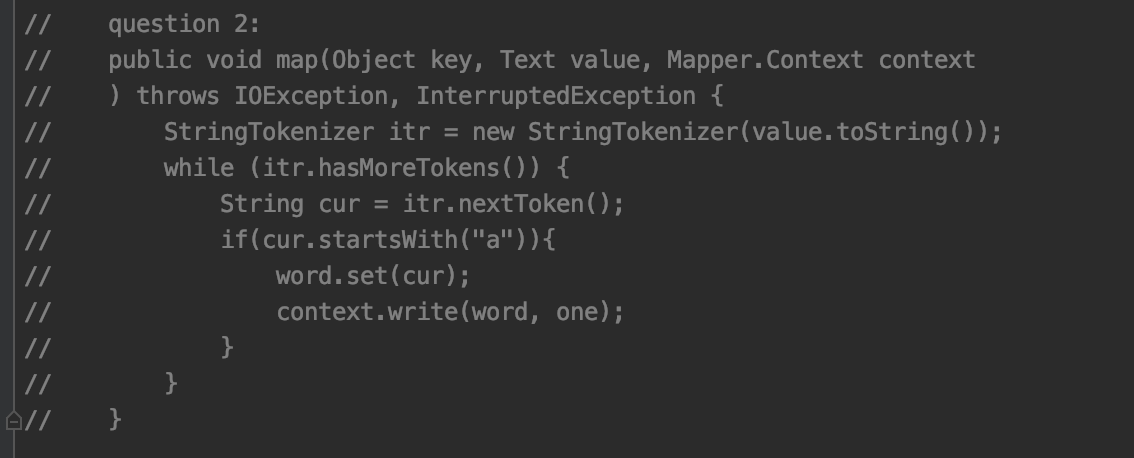 //    question 2:
//    public void map(Object key, Text value, Mapper.Context context
//    ) throws IOException, InterruptedException {
//        StringTokenizer itr = new StringTokenizer(value.toString());
//        while (itr.hasMoreTokens()) {
//            String cur = itr.nextToken();
//            if(cur.startsWith("a")){
//                word.set(cur);
//                context.write(word, one);
//            }
//        }
//    }